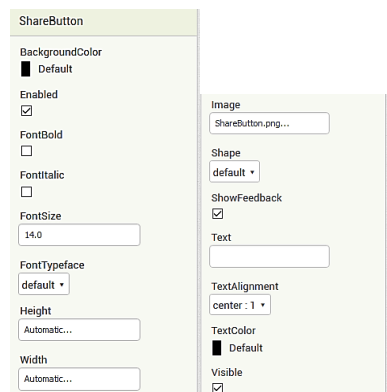 ShareButton
BackgroundColor
Default
Enabled
FontBold
FontItalic
FontSize
14.0
FontTypeface
default
Height
Automatic...
Width
Automatic...
Image
ShareButton.png...
Shape
default
ShowFeedback
Text
TextAlignment
center : 1
TextColor
Default
Visible